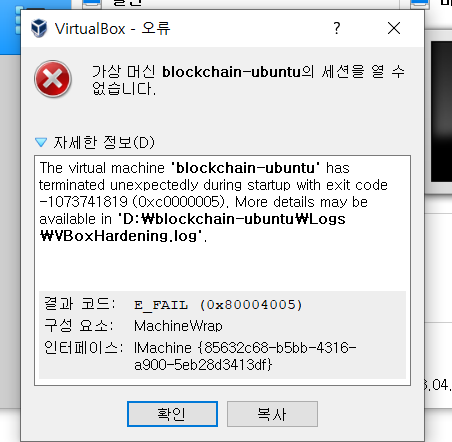 VirtualBox - 오류
가상 머신 blockchain-ubuntu의 세션을 열 수
없습니다.
자세한 정보(D)
The virtual machine 'blockchain-ubuntu' has
terminated unexpectedly during startup with exit code
-1073741819 (0xc0000005). More details may be
available in 'D:₩blockchain-ubuntu₩Logs
₩VBoxHardening.log'.
결과 코드: E_FAIL (0x80004005)
구성 요소: MachineWrap
인터페이스: IMachine {85632c68-b5bb-4316-
a900-5eb28d3413df}
확인
복사